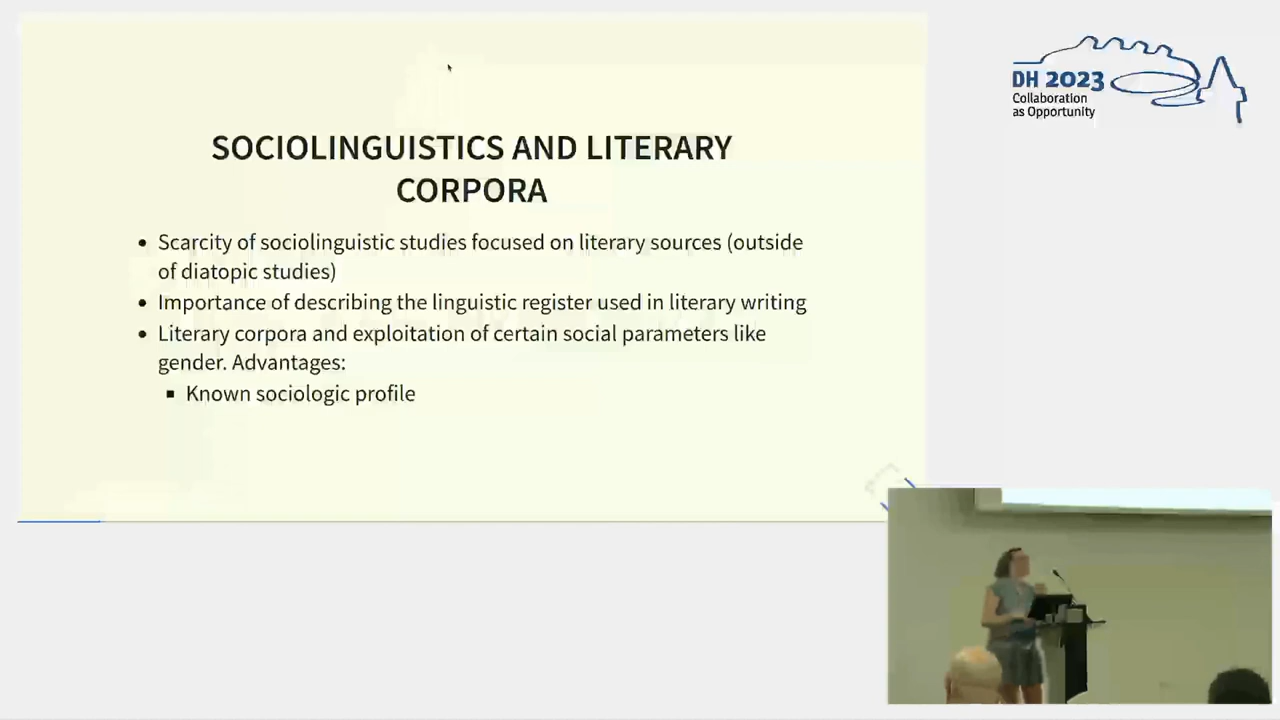 SOCIOLINGUISTICS AND LITERARY
CORPORA
• Scarcity of sociolinguistic studies focused on literary sources (outside
of diatopic studies)
• Importance of describing the linguistic register used in literary writing
• Literary corpora and exploitation of certain social parameters like
gender. Advantages:
▪ Known sociologic profile
DH 2023
Collaboration
as Opportunity